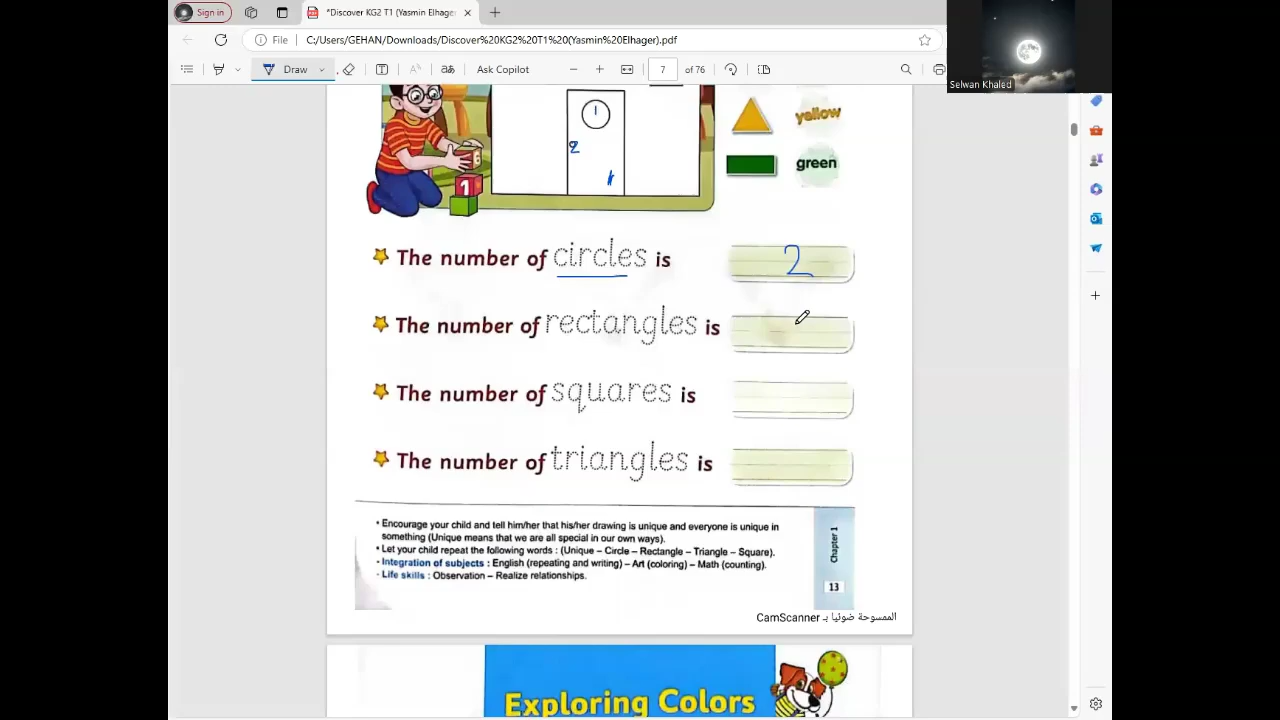 Sign in
*Discover KG2 T1 (Yasmin Elhager
File
C:/Users/GEHAN/Downloads/Discover%20KG2%20T1%20(Yasmin%20Elhager).pdf
Draw
Ask Copilot
7 of 76
Selwan Khaled
1
2
1
yellow
green
The number of circles is 2
The number of rectangles is
The number of squares is
The number of triangles is
• Encourage your child and tell him/her that his/her drawing is unique and everyone is unique in
something (Unique means that we are all special in our own ways).
• Let your child repeat the following words : (Unique – Circle – Rectangle – Triangle – Square).
• Integration of subjects : English (repeating and writing) – Art (coloring) – Math (counting).
- Life skills : Observation – Realize relationships.
Chapter 1
13
الممسوحة ضوئيا بـ CamScanner
Exploring Colors